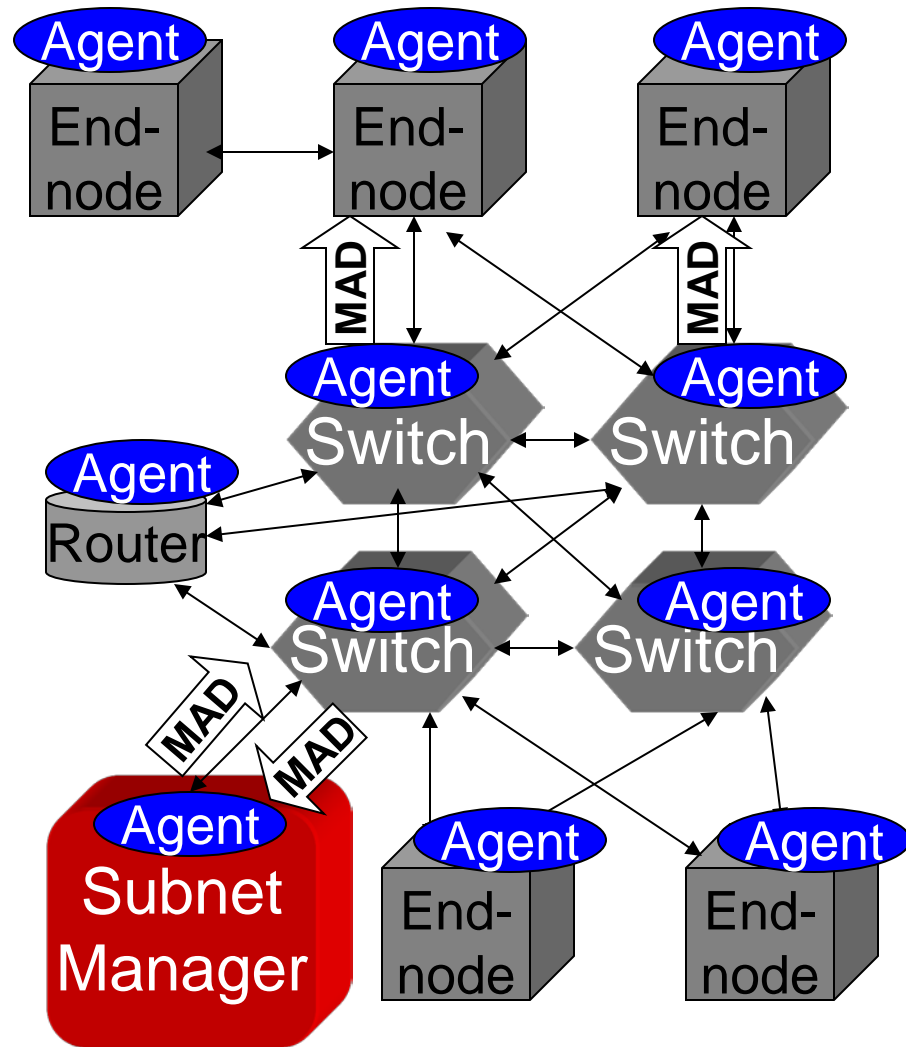 Agent
End-
node
Agent
End-
node
Agent
End-
node
MAD
MAD
Agent
Switch
Agent
Switch
Agent
Router
Agent
Switch
Agent
Switch
MAD
MAD
Agent
Subnet
Manager
Agent
End-
node
Agent
End-
node